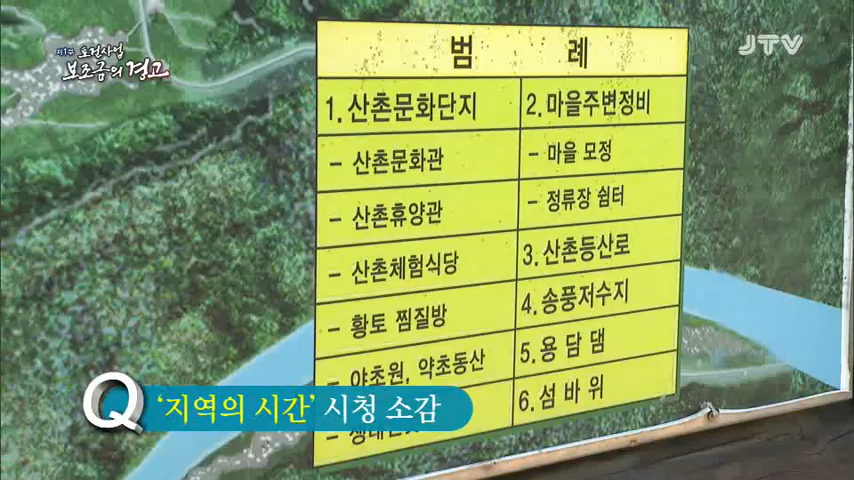 제1부 토건사업
보조금의 경고
JTV
범 례
1. 산촌문화단지
2. 마을주변정비
- 산촌문화관
- 마을 모정
- 산촌휴양관
- 정류장 쉼터
- 산촌체험식당
3. 산촌등산로
- 황토 찜질방
4. 송풍저수지
- 야초원, 약초동산
5. 용 담 댐
6. 섬 바 위
Q '지역의 시간' 시청 소감